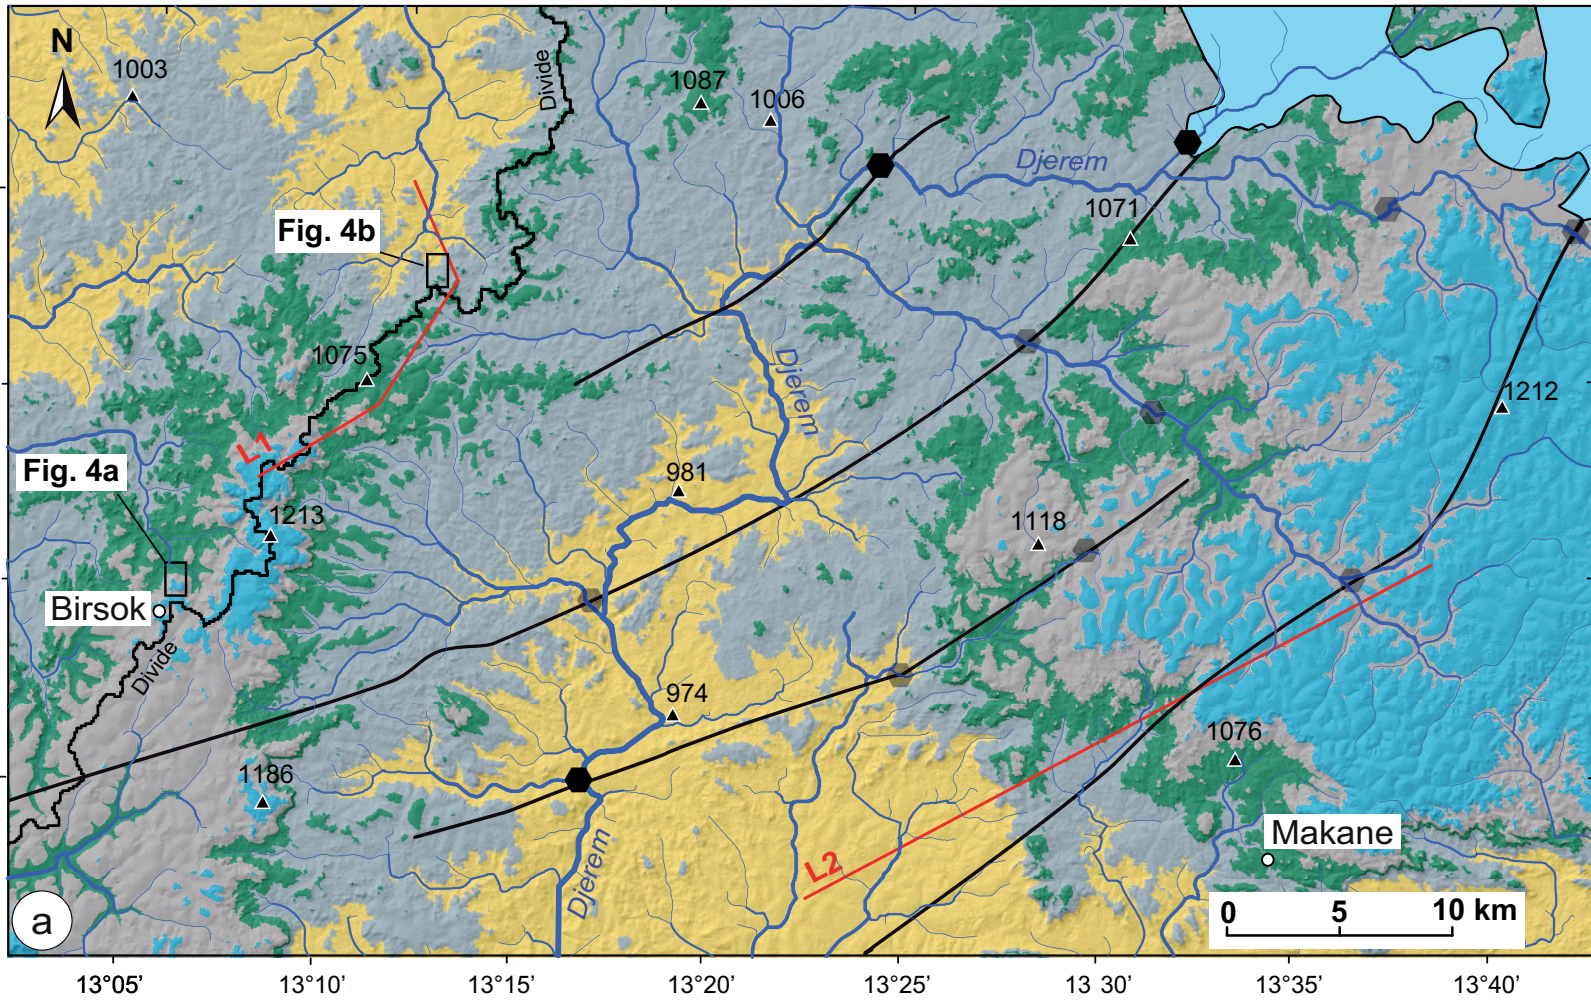 N
1003
Divide
1087
1006
Djerem
1071
Fig. 4b
1075
Djerem
1212
L1
Fig. 4a
981
1213
1118
Birsok
Divide
974
1076
1186
Makane
L2
Djerem
a
0 5 10 km
13°05' 13°10' 13°15' 13°20' 13°25' 13 30' 13°35' 13°40'